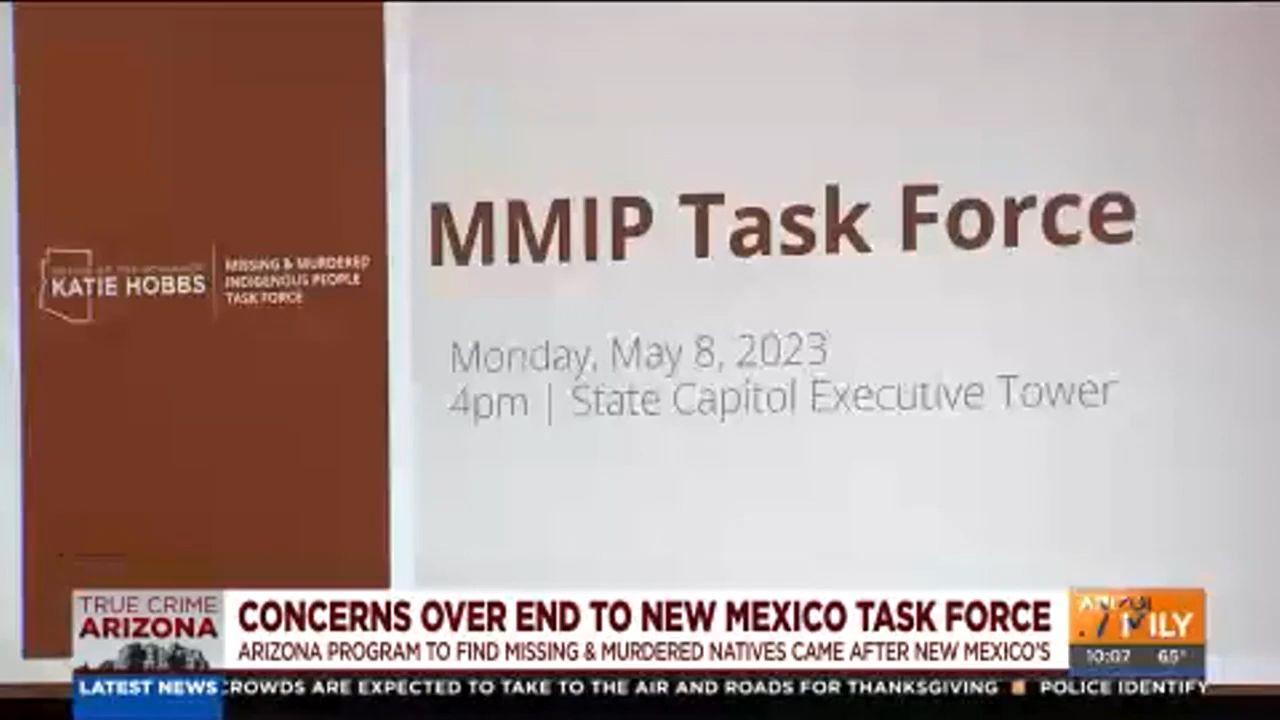 MMIP Task Force
KATIE HOBBS
MISSING & MURDERED
INDIGENOUS PEOPLE
TASK FORCE
Monday, May 8, 2023
4pm | State Capitol Executive Tower
TRUE CRIME
ARIZONA
CONCERNS OVER END TO NEW MEXICO TASK FORCE
ARIZONA PROGRAM TO FIND MISSING & MURDERED NATIVES CAME AFTER NEW MEXICO'S
10:07 65°
LATEST NEWS CROWDS ARE EXPECTED TO TAKE TO THE AIR AND ROADS FOR THANKSGIVING POLICE IDENTIFY